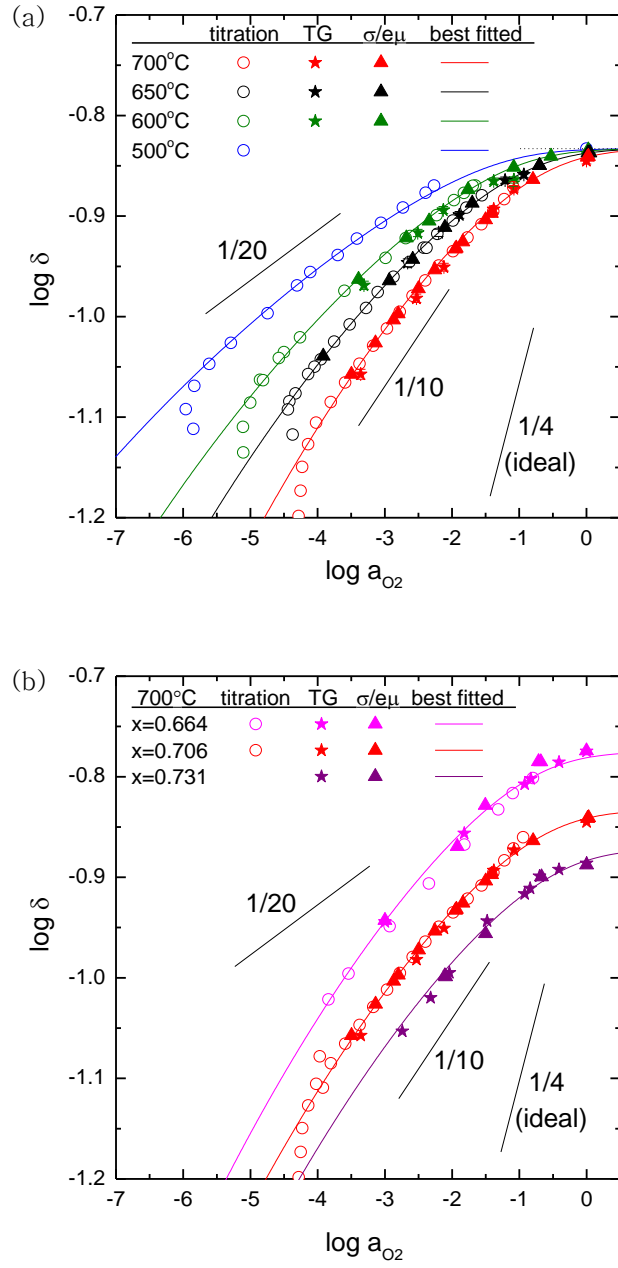 (a)
titration TG σ/eμ best fitted
700°C
650°C
600°C
500°C
1/20
1/10
1/4
(ideal)
log δ
-0.7
-0.8
-0.9
-1.0
-1.1
-1.2
-7 -6 -5 -4 -3 -2 -1 0
log a_O2
(b)
700°C titration TG σ/eμ best fitted
x=0.664
x=0.706
x=0.731
1/20
1/10
1/4
(ideal)
log δ
-0.7
-0.8
-0.9
-1.0
-1.1
-1.2
-7 -6 -5 -4 -3 -2 -1 0
log a_O2